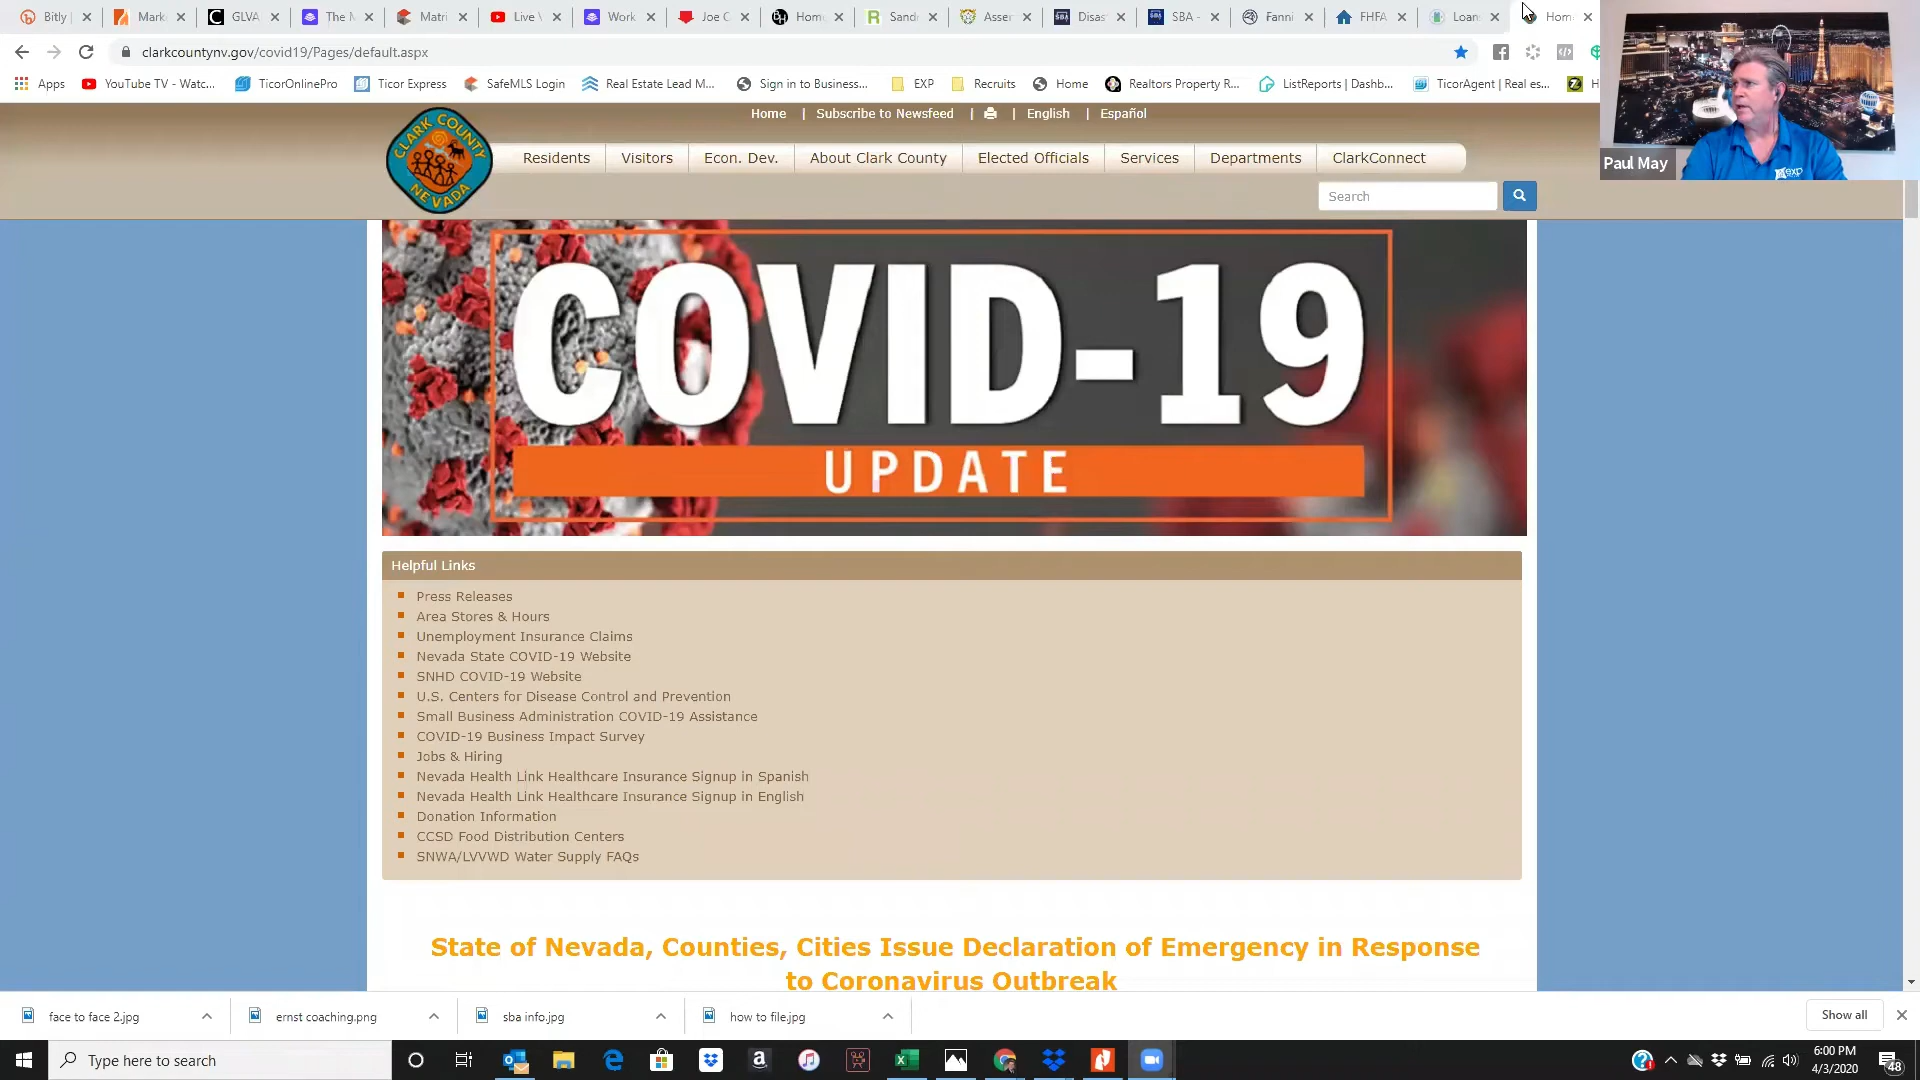 Bitly
Mark
GLVA
The M
Matri
Live \
Work
Joe C
Hom
Sand
Asser
Disas
SBA -
Fanni
FHFA
Loan
Hom
clarkcountynv.gov/covid19/Pages/default.aspx
Apps
YouTube TV - Watc...
TicorOnlinePro
Ticor Express
SafeMLS Login
Real Estate Lead M...
Sign in to Business...
EXP
Recruits
Home
Realtors Property R...
ListReports | Dashb...
TicorAgent | Real es...
H
Home | Subscribe to Newsfeed | | English | Español
CLARK COUNTY
NEVADA
Residents
Visitors
Econ. Dev.
About Clark County
Elected Officials
Services
Departments
ClarkConnect
Search
exp
Paul May
COVID-19
UPDATE
Helpful Links
Press Releases
Area Stores & Hours
Unemployment Insurance Claims
Nevada State COVID-19 Website
SNHD COVID-19 Website
U.S. Centers for Disease Control and Prevention
Small Business Administration COVID-19 Assistance
COVID-19 Business Impact Survey
Jobs & Hiring
Nevada Health Link Healthcare Insurance Signup in Spanish
Nevada Health Link Healthcare Insurance Signup in English
Donation Information
CCSD Food Distribution Centers
SNWA/LVVWD Water Supply FAQs
State of Nevada, Counties, Cities Issue Declaration of Emergency in Response
to Coronavirus Outbreak
face to face 2.jpg
ernst coaching.png
sba info.jpg
how to file.jpg
Show all
Type here to search
6:00 PM
4/3/2020
48